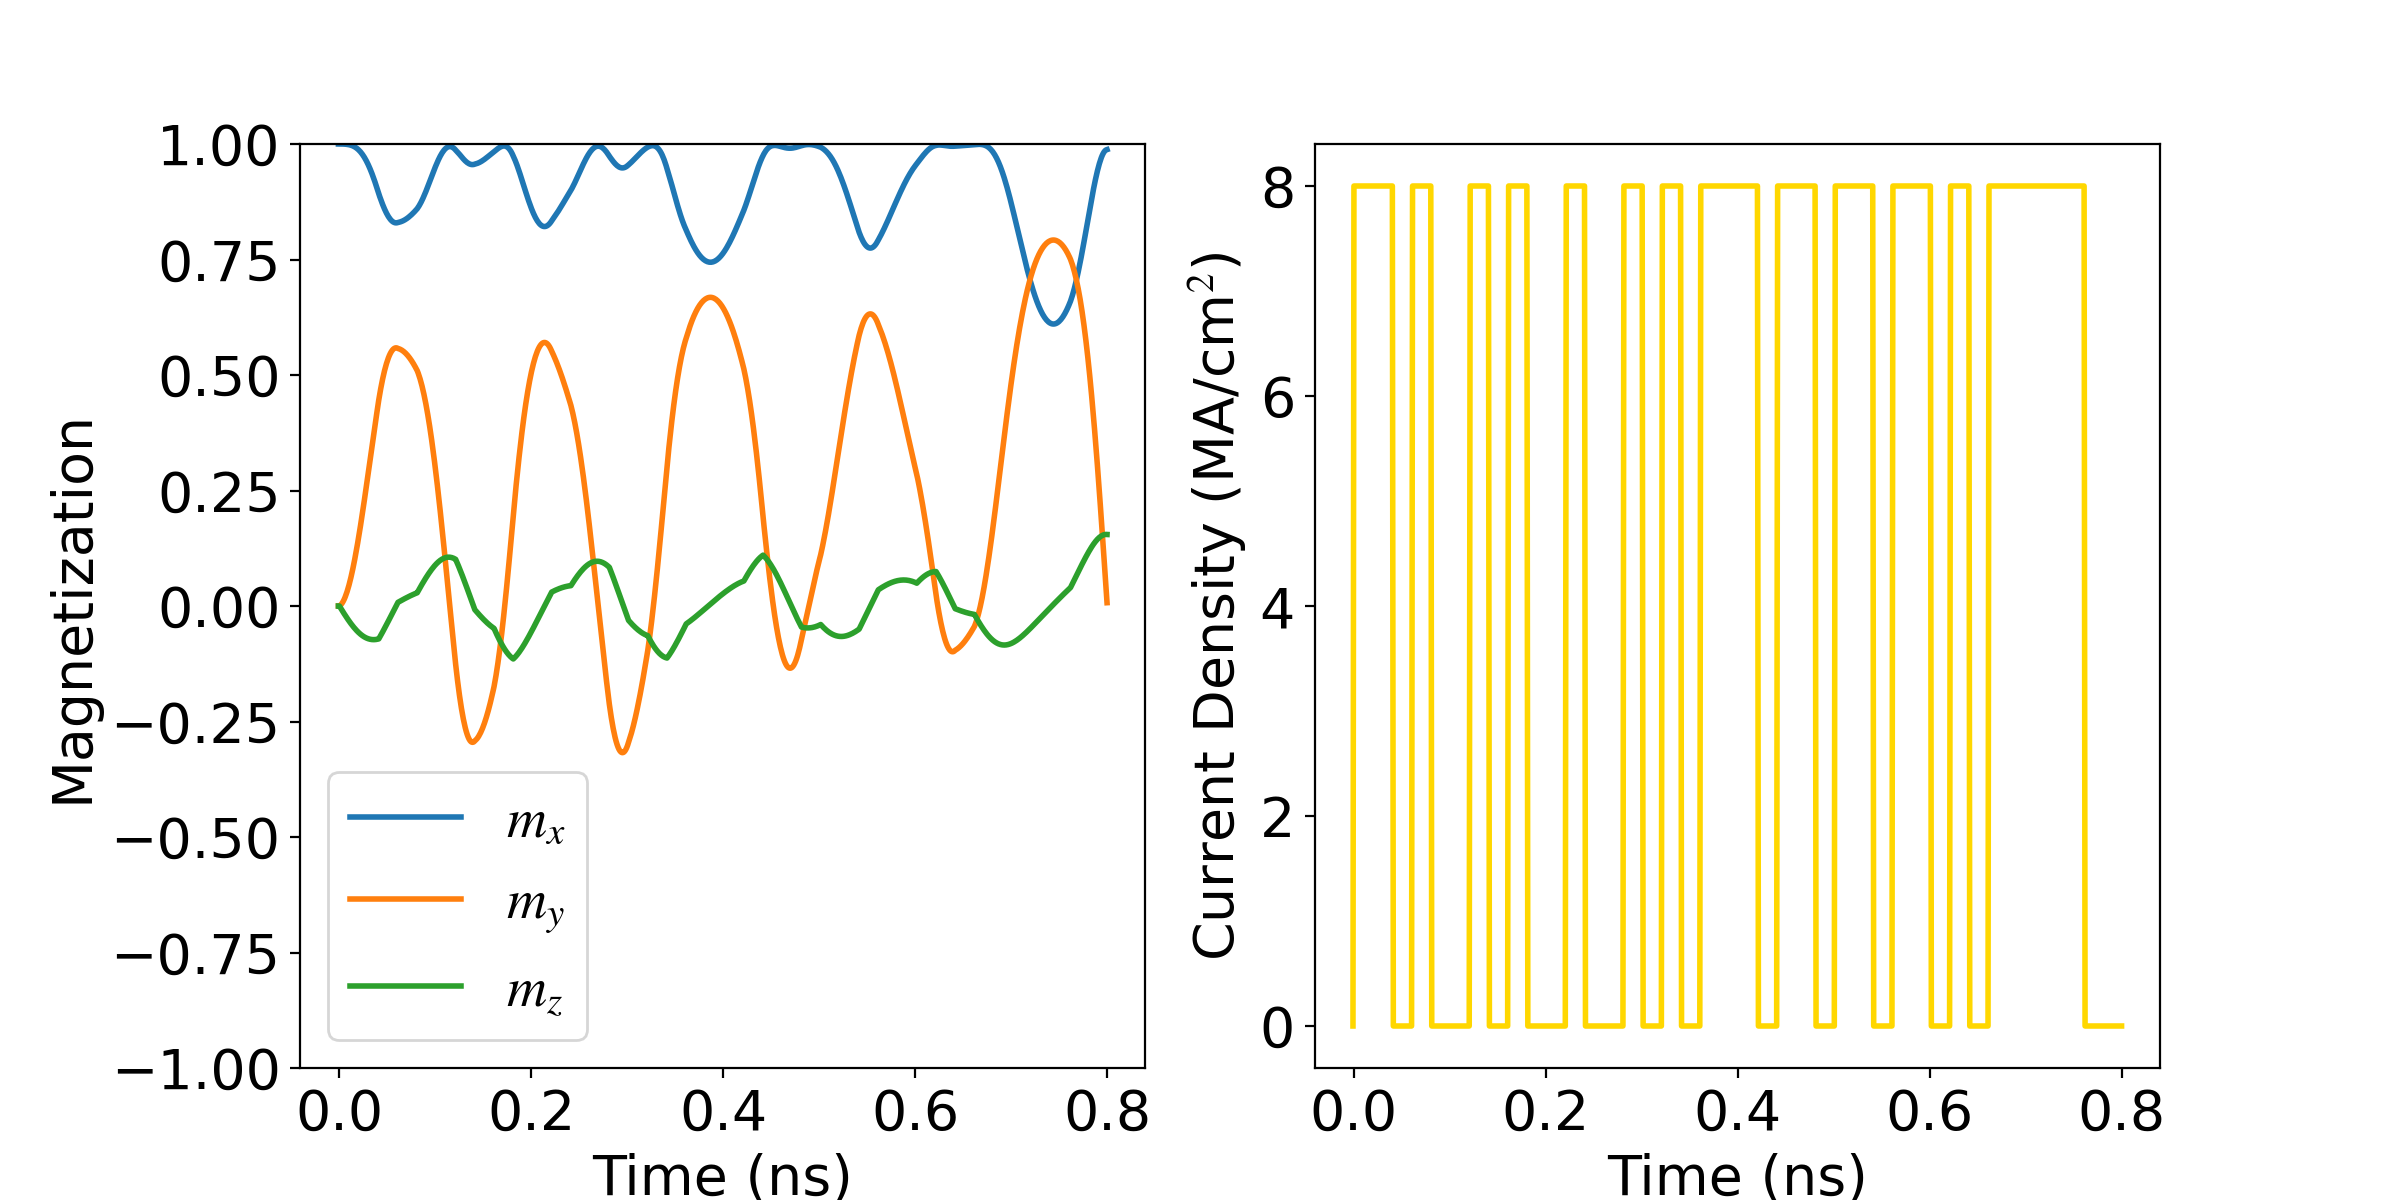 Magnetization
1.00
0.75
0.50
0.25
0.00
−0.25
−0.50
−0.75
−1.00
m_x
m_y
m_z
0.0 0.2 0.4 0.6 0.8
Time (ns)
Current Density (MA/cm²)
8
6
4
2
0
0.0 0.2 0.4 0.6 0.8
Time (ns)